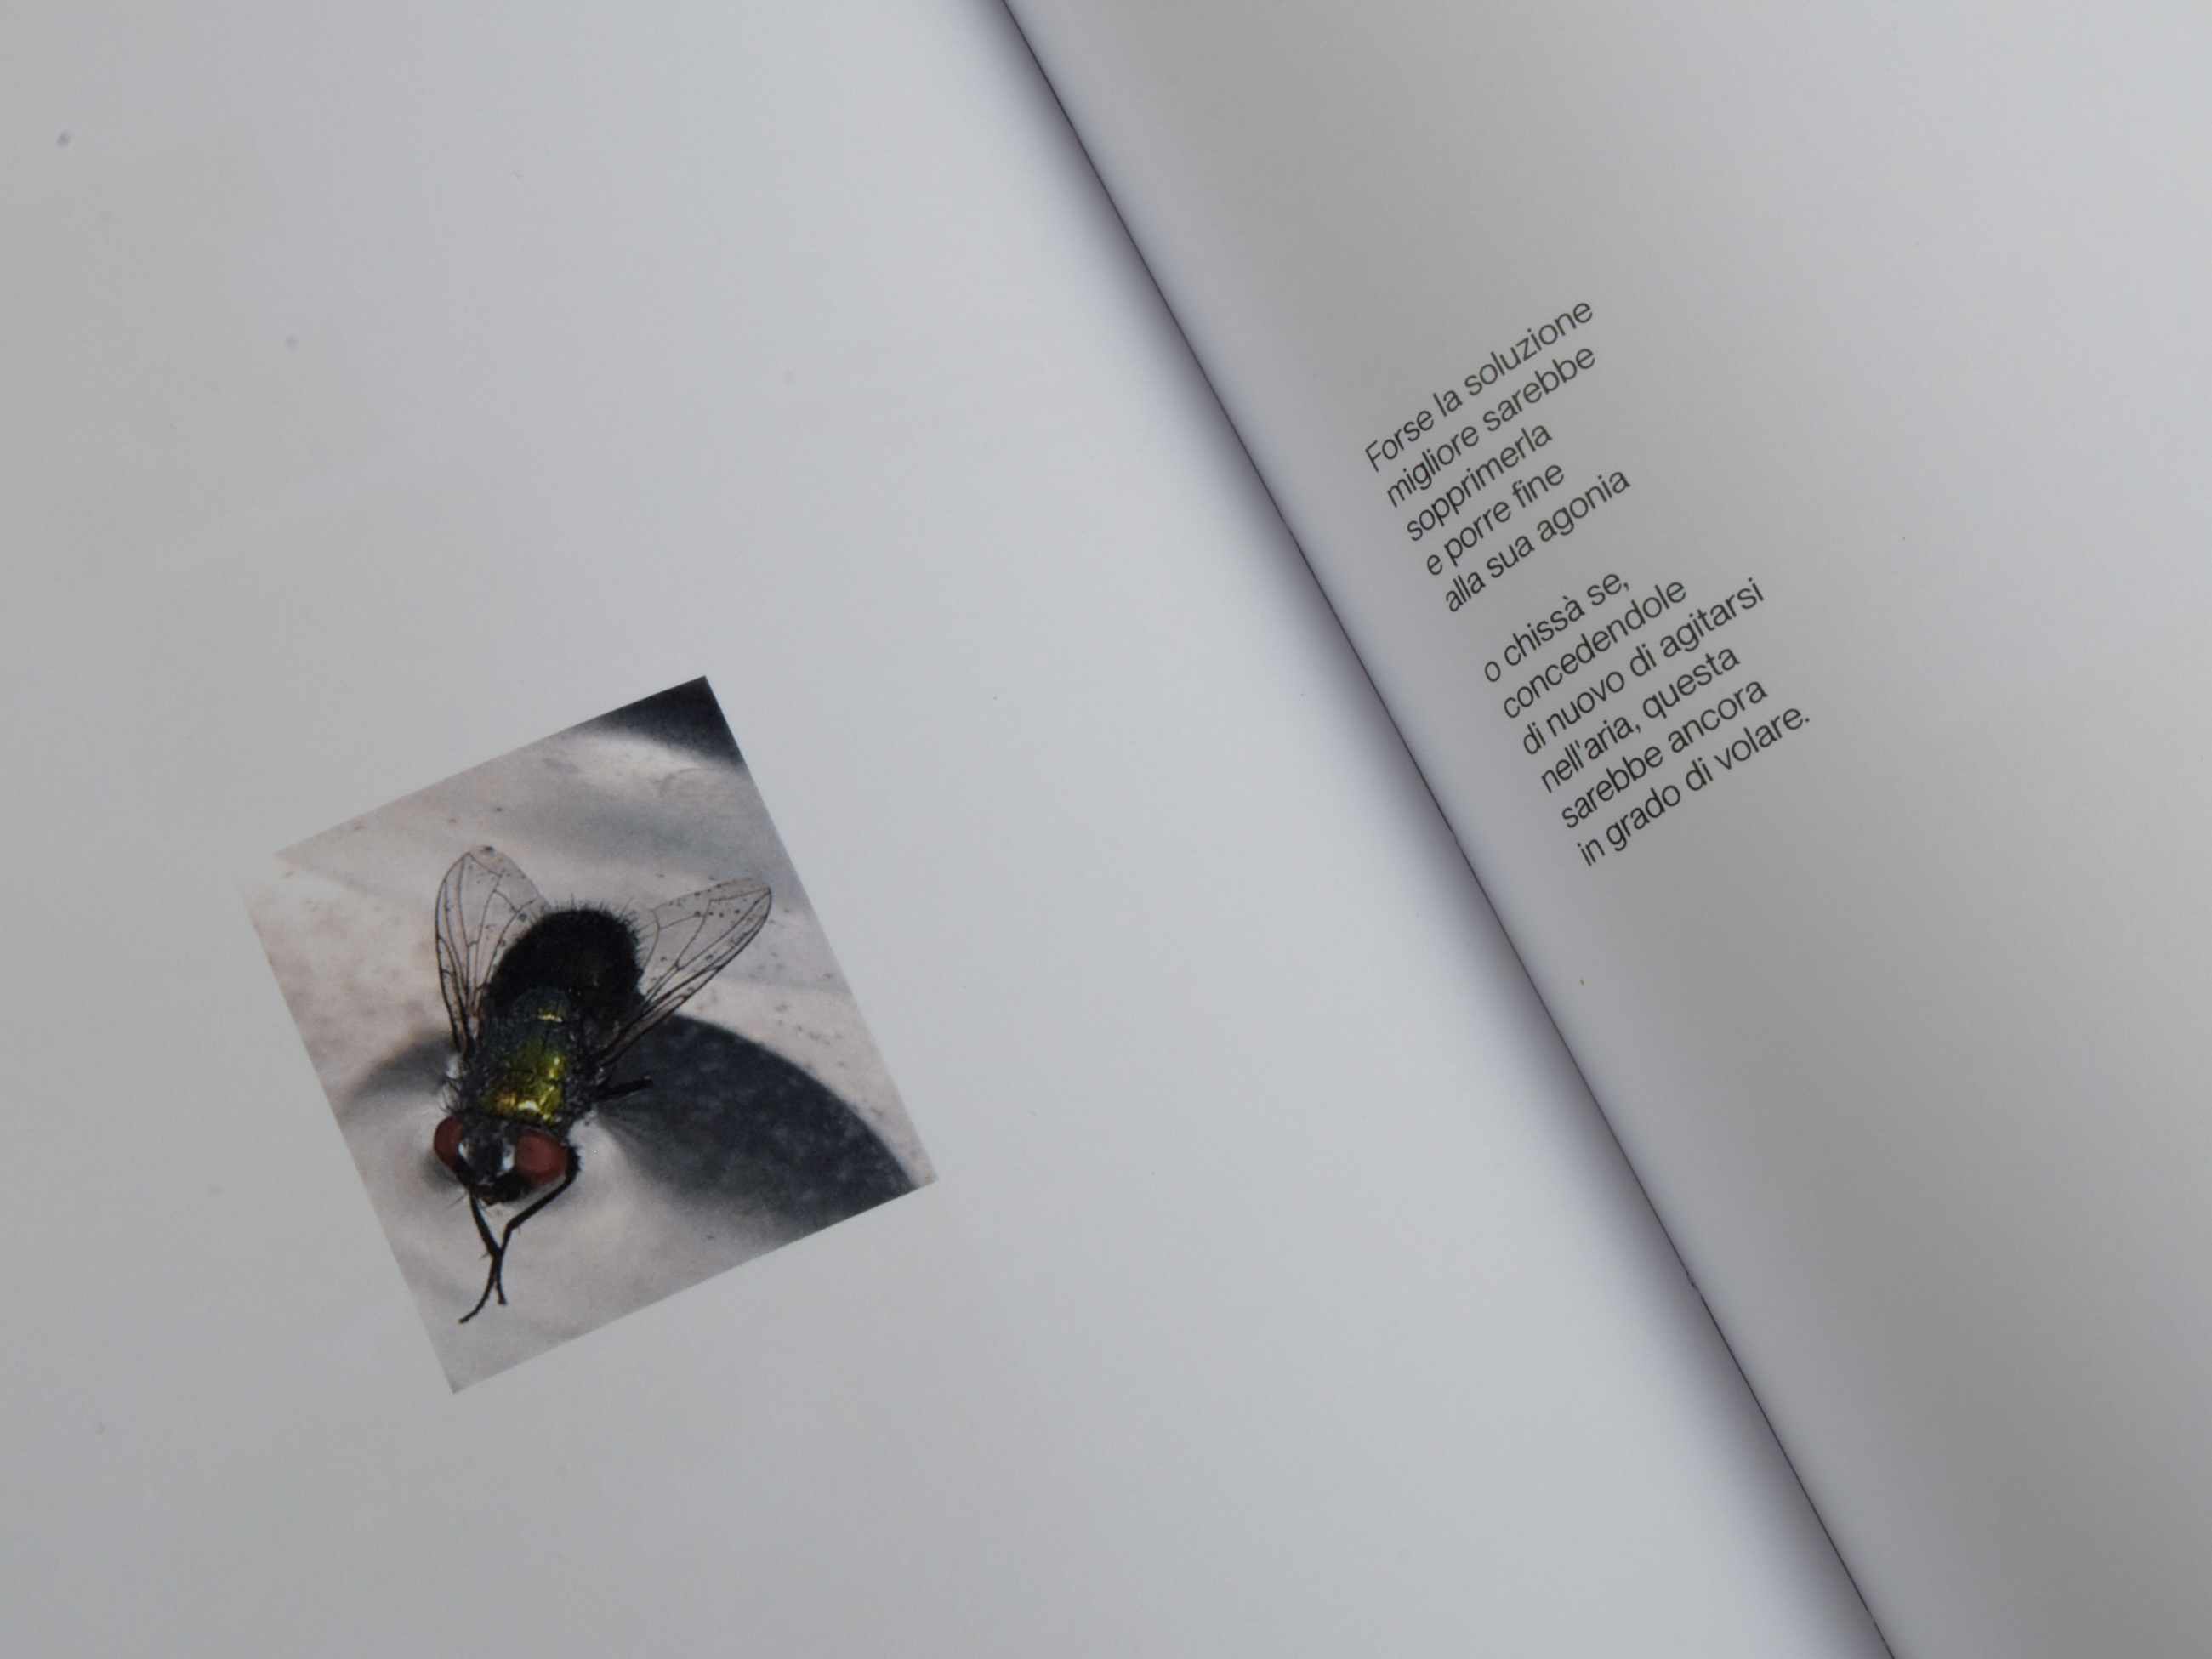 Forse la soluzione
migliore sarebbe
sopprimerla
e porre fine
alla sua agonia
o chissà se,
concedendole
di nuovo di agitarsi
nell'aria, questa
sarebbe ancora
in grado di volare.